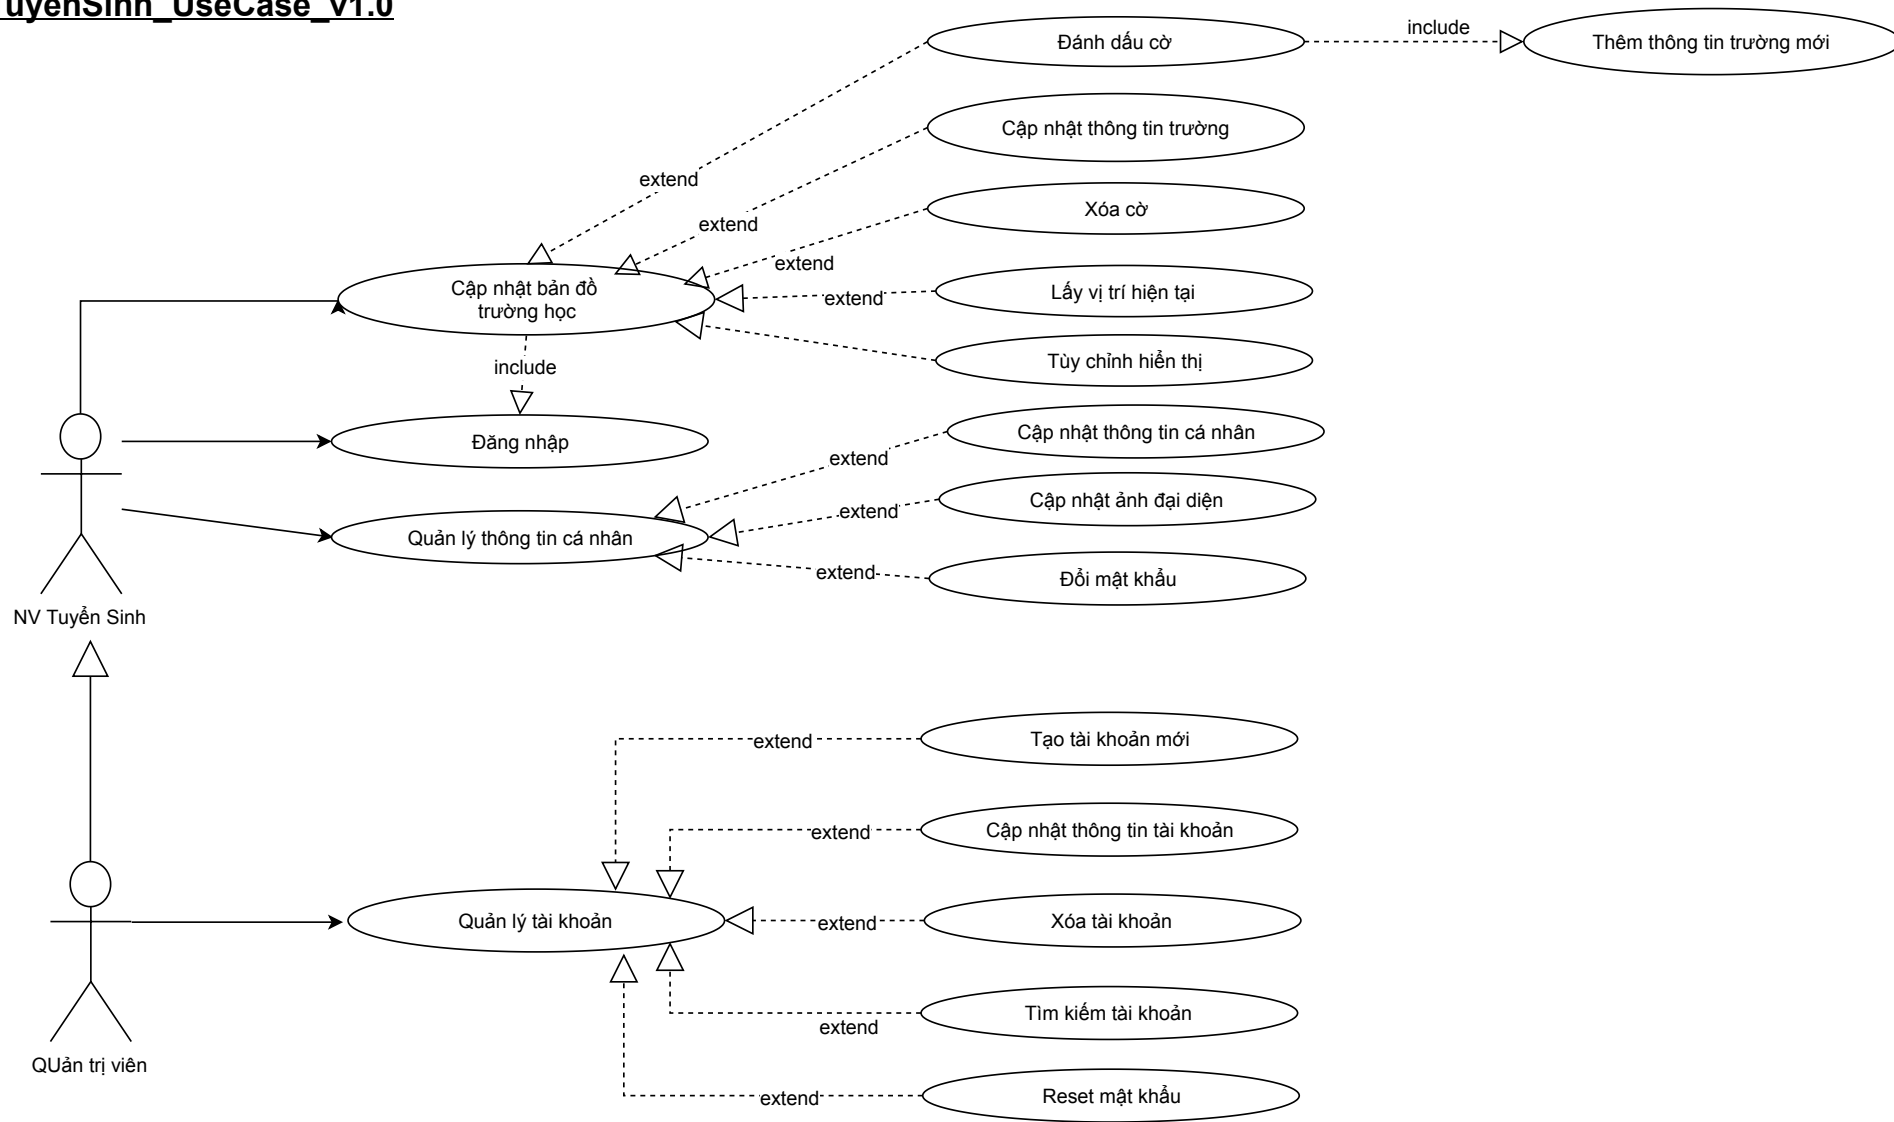 TuyenSinh_UseCase_v1.0
Đánh dấu cờ
include
Thêm thông tin trường mới
Cập nhật thông tin trường
extend
Xóa cờ
extend
extend
Cập nhật bản đồ
trường học
Lấy vị trí hiện tại
extend
include
Tùy chỉnh hiển thị
Đăng nhập
Cập nhật thông tin cá nhân
extend
Cập nhật ảnh đại diện
extend
Quản lý thông tin cá nhân
extend
Đổi mật khẩu
NV Tuyển Sinh
Tạo tài khoản mới
extend
Cập nhật thông tin tài khoản
extend
Quản lý tài khoản
extend
Xóa tài khoản
Tìm kiếm tài khoản
extend
QUản trị viên
extend
Reset mật khẩu